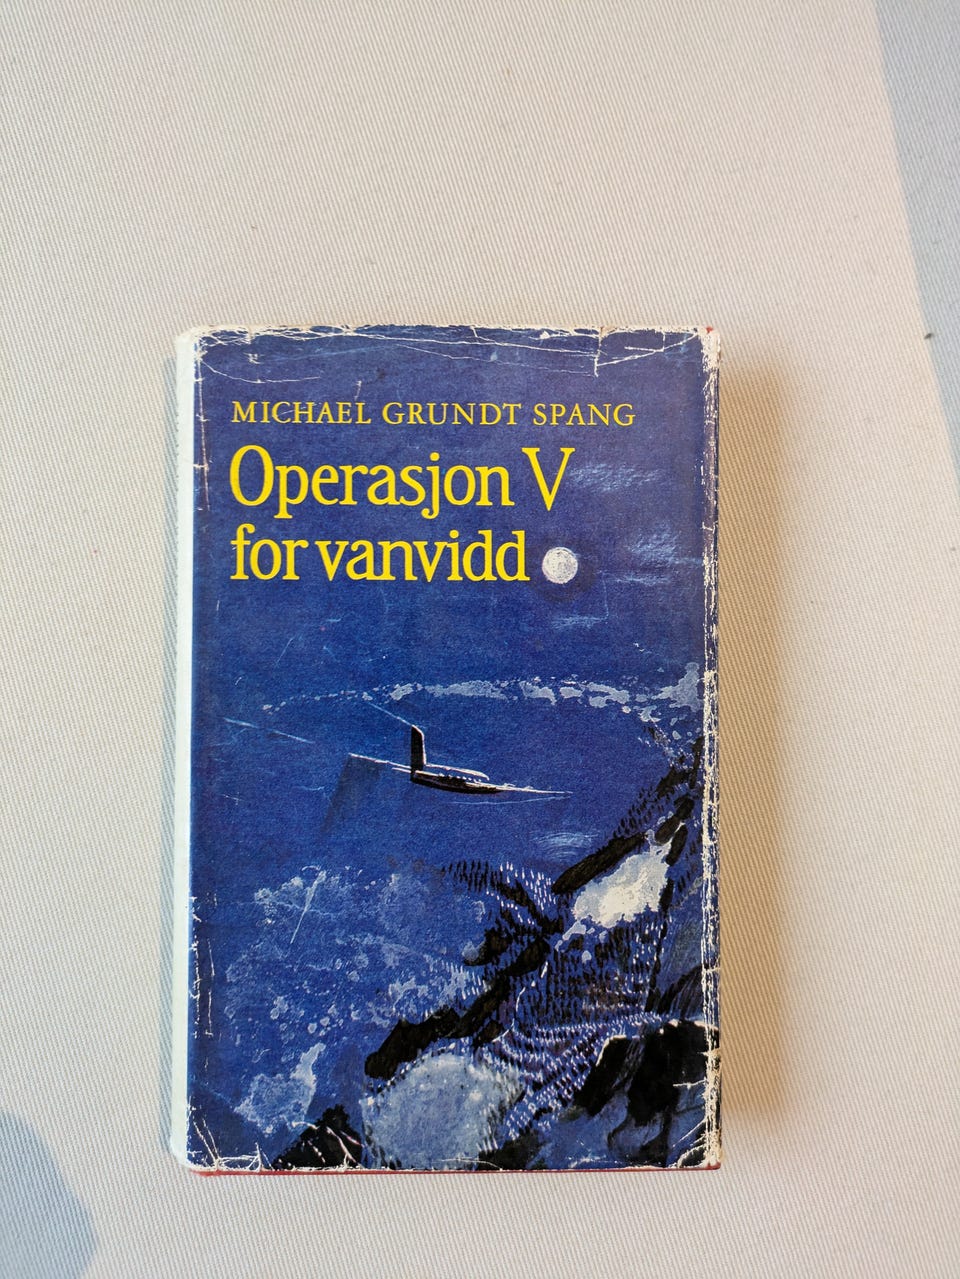 MICHAEL GRUNDT SPANG
Operasjon V
for vanvidd